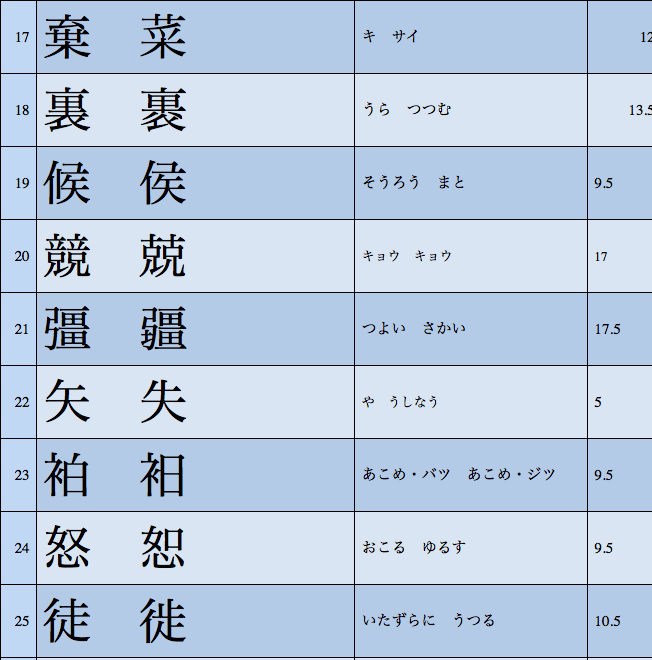 17 棄　菜 キ　サイ 12
18 裏　裹 うら　つつむ 13.5
19 候　侯 そうろう　まと 9.5
20 競　兢 キョウ　キョウ 17
21 彊　疆 つよい　さかい 17.5
22 矢　失 や　うしなう 5
23 袙　衵 あこめ・バツ　あこめ・ジツ 9.5
24 怒　恕 おこる　ゆるす 9.5
25 徒　徙 いたずらに　うつる 10.5